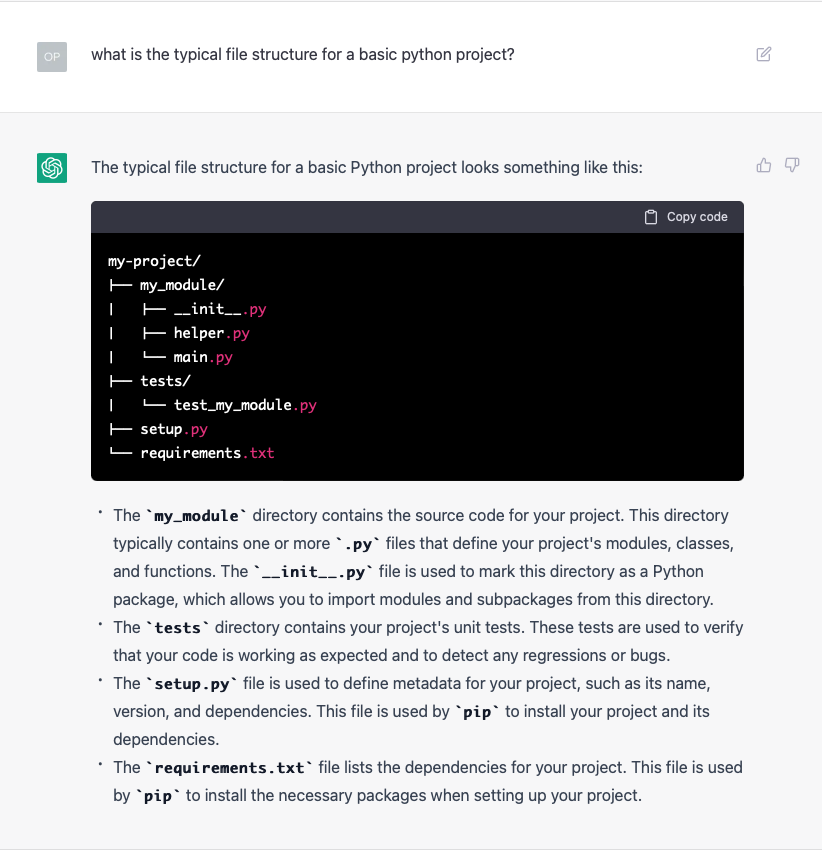 OP
what is the typical file structure for a basic python project?
The typical file structure for a basic Python project looks something like this:
Copy code
my-project/
├── my_module/
|   ├── __init__.py
|   ├── helper.py
|   └── main.py
├── tests/
|   └── test_my_module.py
├── setup.py
└── requirements.txt
• The `my_module` directory contains the source code for your project. This directory
typically contains one or more `.py` files that define your project's modules, classes,
and functions. The `__init__.py` file is used to mark this directory as a Python
package, which allows you to import modules and subpackages from this directory.
• The `tests` directory contains your project's unit tests. These tests are used to verify
that your code is working as expected and to detect any regressions or bugs.
• The `setup.py` file is used to define metadata for your project, such as its name,
version, and dependencies. This file is used by `pip` to install your project and its
dependencies.
• The `requirements.txt` file lists the dependencies for your project. This file is used
by `pip` to install the necessary packages when setting up your project.